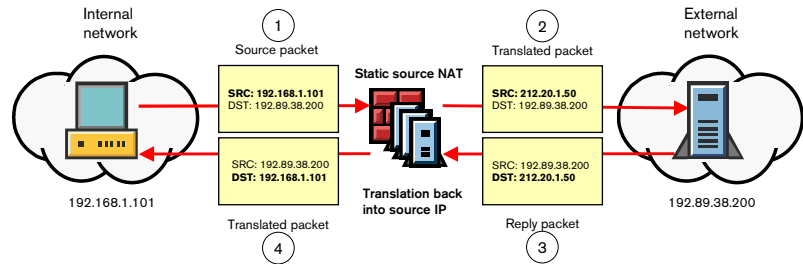 Internal
network
1
Source packet
2
Translated packet
External
network
SRC: 192.168.1.101
DST: 192.89.38.200
Static source NAT
SRC: 212.20.1.50
DST: 192.89.38.200
SRC: 192.89.38.200
DST: 192.168.1.101
Translation back
into source IP
SRC: 192.89.38.200
DST: 212.20.1.50
192.168.1.101
Translated packet
4
Reply packet
3
192.89.38.200